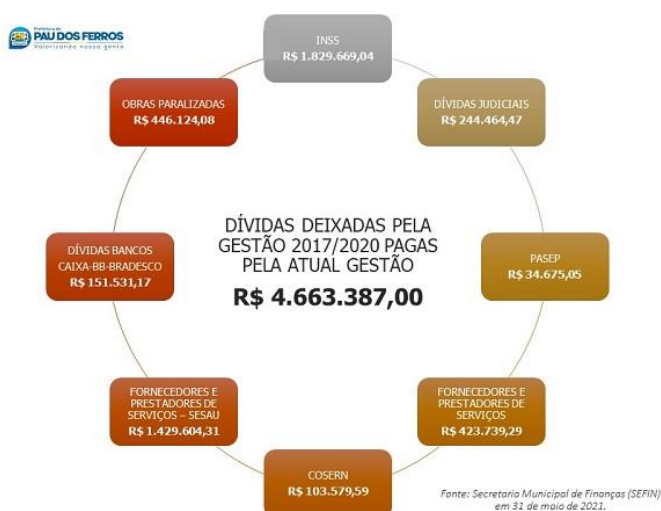 Prefeitura de
PAU DOS FERROS
Valorizando nossa gente
INSS
R$ 1.829.669,04
OBRAS PARALIZADAS
R$ 446.124,08
DÍVIDAS JUDICIAIS
R$ 244.464,47
DÍVIDAS DEIXADAS PELA
GESTÃO 2017/2020 PAGAS
PELA ATUAL GESTÃO
R$ 4.663.387,00
DÍVIDAS BANCOS
CAIXA-BB-BRADESCO
R$ 151.531,17
PASEP
R$ 34.675,05
FORNECEDORES E
PRESTADORES DE
SERVIÇOS – SESAU
R$ 1.429.604,31
FORNECEDORES E
PRESTADORES DE
SERVIÇOS
R$ 423.739,29
COSERN
R$ 103.579,59
Fonte: Secretaria Municipal de Finanças (SEFIN)
em 31 de maio de 2021.